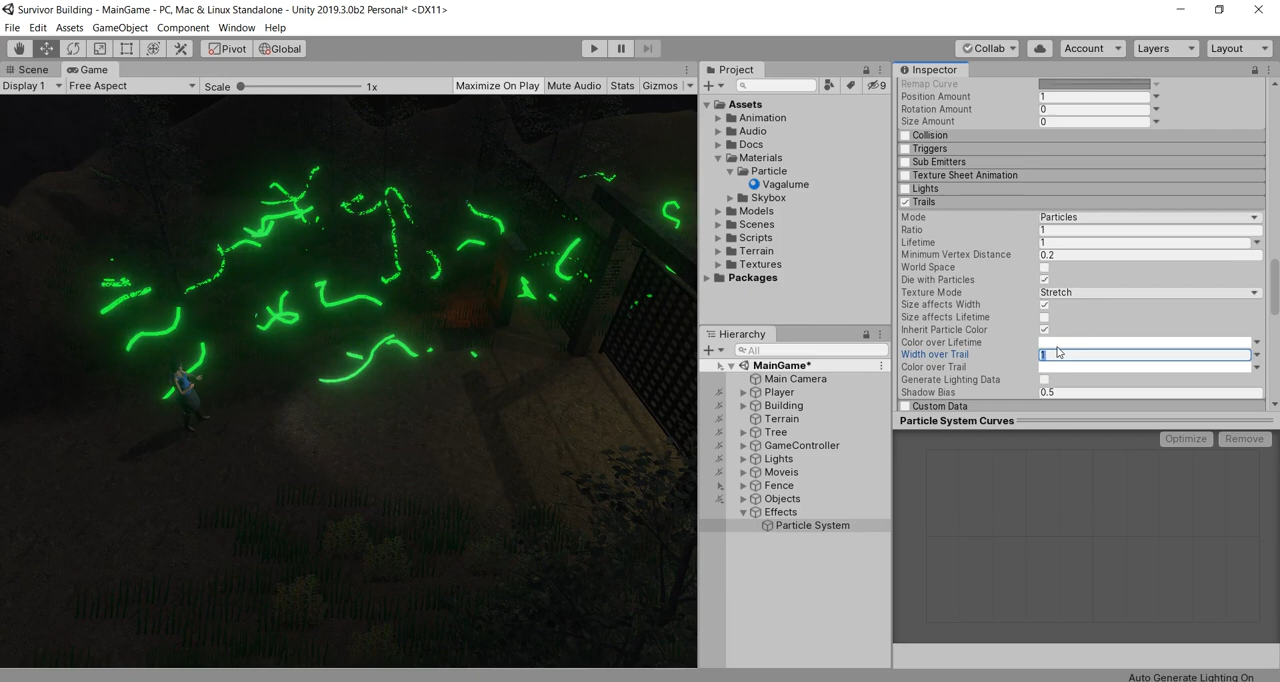 Survivor Building - MainGame - PC, Mac & Linux Standalone - Unity 2019.3.0b2 Personal* <DX11>
File Edit Assets GameObject Component Window Help
Pivot Global Collab Account Layers Layout
Scene Game
Display 1 Free Aspect Scale 1x Maximize On Play Mute Audio Stats Gizmos
Project
9
Assets
Animation
Audio
Docs
Materials
Particle
Vagalume
Skybox
Models
Scenes
Scripts
Terrain
Textures
Packages
Hierarchy
All
MainGame*
Main Camera
Player
Building
Terrain
Tree
GameController
Lights
Moveis
Fence
Objects
Effects
Particle System
Inspector
Remap Curve
Position Amount 1
Rotation Amount 0
Size Amount 0
Collision
Triggers
Sub Emitters
Texture Sheet Animation
Lights
Trails
Mode Particles
Ratio 1
Lifetime 1
Minimum Vertex Distance 0.2
World Space
Die with Particles
Texture Mode Stretch
Size affects Width
Size affects Lifetime
Inherit Particle Color
Color over Lifetime
Width over Trail 1
Color over Trail
Generate Lighting Data
Shadow Bias 0.5
Custom Data
Particle System Curves
Optimize Remove
Auto Generate Lighting On